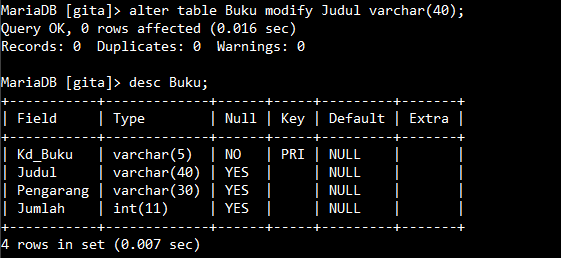 MariaDB [gita]> alter table Buku modify Judul varchar(40);
Query OK, 0 rows affected (0.016 sec)
Records: 0  Duplicates: 0  Warnings: 0

MariaDB [gita]> desc Buku;
+-----------+-------------+------+-----+---------+-------+
| Field     | Type        | Null | Key | Default | Extra |
+-----------+-------------+------+-----+---------+-------+
| Kd_Buku   | varchar(5)  | NO   | PRI | NULL    |       |
| Judul     | varchar(40) | YES  |     | NULL    |       |
| Pengarang | varchar(30) | YES  |     | NULL    |       |
| Jumlah    | int(11)     | YES  |     | NULL    |       |
+-----------+-------------+------+-----+---------+-------+
4 rows in set (0.007 sec)